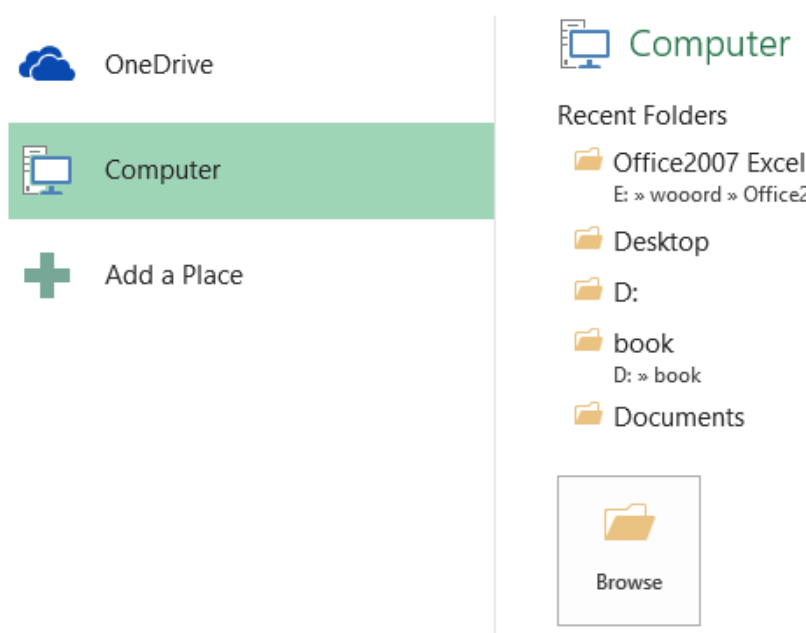 OneDrive
Computer
Add a Place
Computer
Recent Folders
Office2007 Excel
E: » wooord » Office2
Desktop
D:
book
D: » book
Documents
Browse